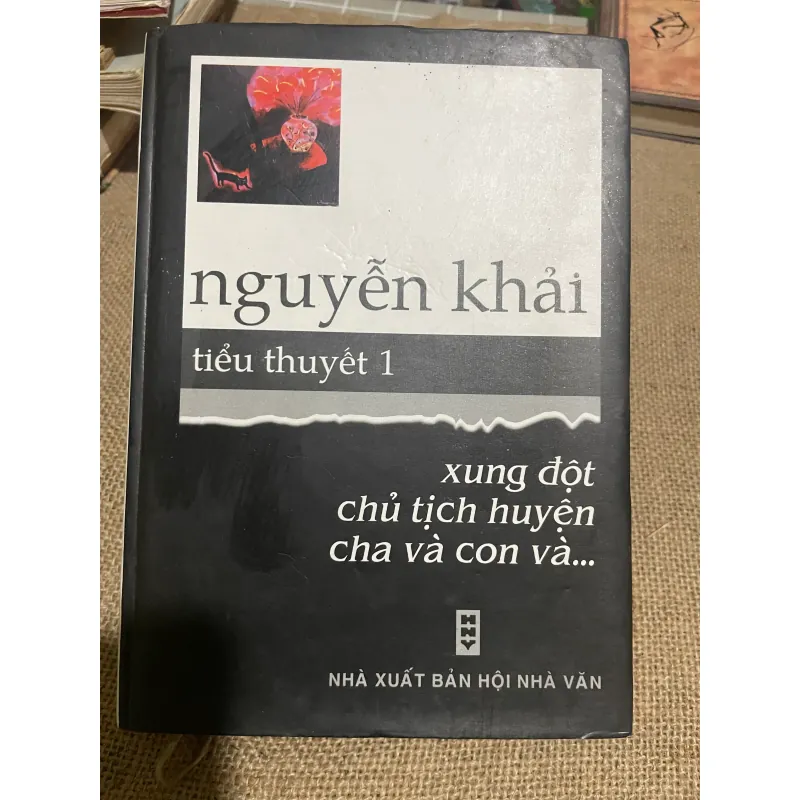 nguyễn khải
tiểu thuyết 1
xung đột
chủ tịch huyện
cha và con và...
HNV
NHÀ XUẤT BẢN HỘI NHÀ VĂN